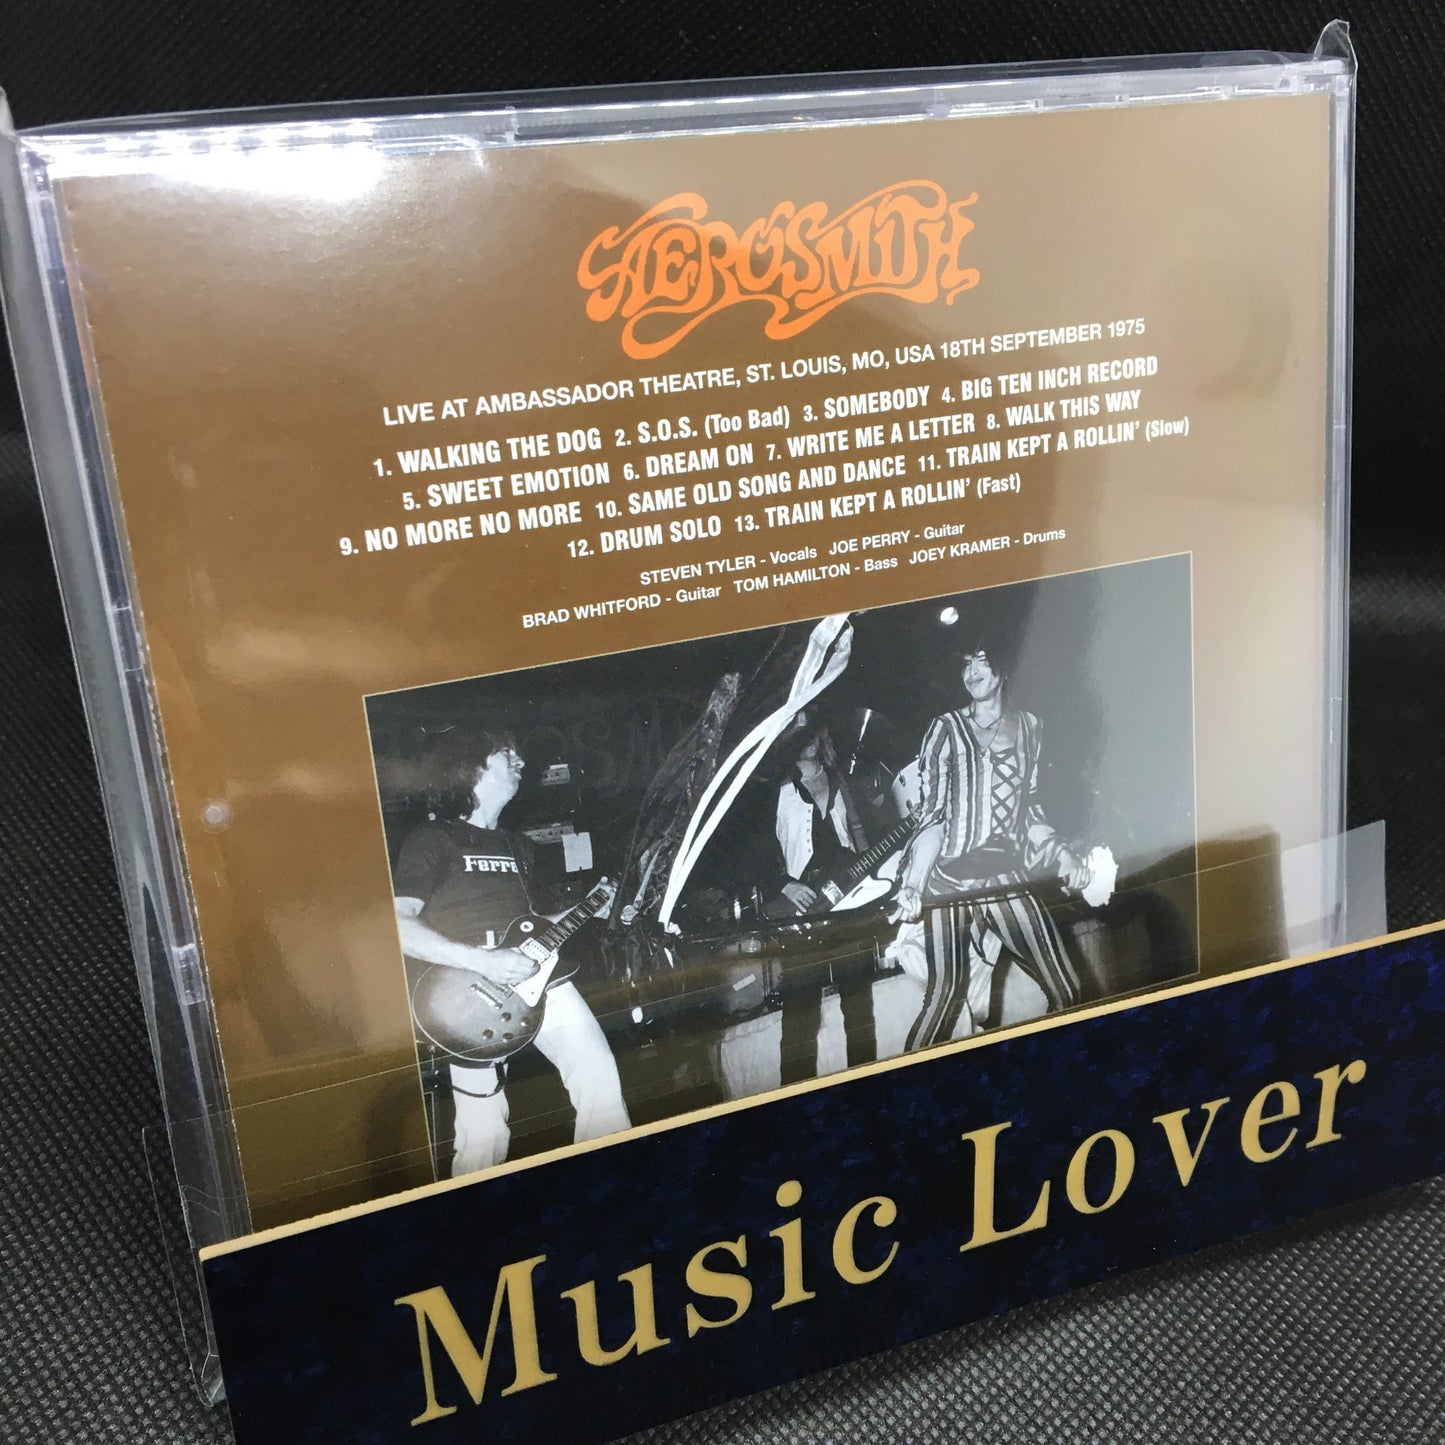 AEROSMITH
LIVE AT AMBASSADOR THEATRE, ST. LOUIS, MO, USA 18TH SEPTEMBER 1975
1. WALKING THE DOG 2. S.O.S. (Too Bad) 3. SOMEBODY 4. BIG TEN INCH RECORD
5. SWEET EMOTION 6. DREAM ON 7. WRITE ME A LETTER 8. WALK THIS WAY
9. NO MORE NO MORE 10. SAME OLD SONG AND DANCE 11. TRAIN KEPT A ROLLIN' (Slow)
12. DRUM SOLO 13. TRAIN KEPT A ROLLIN' (Fast)
STEVEN TYLER - Vocals JOE PERRY - Guitar
BRAD WHITFORD - Guitar TOM HAMILTON - Bass JOEY KRAMER - Drums
Ferra
Music Lover